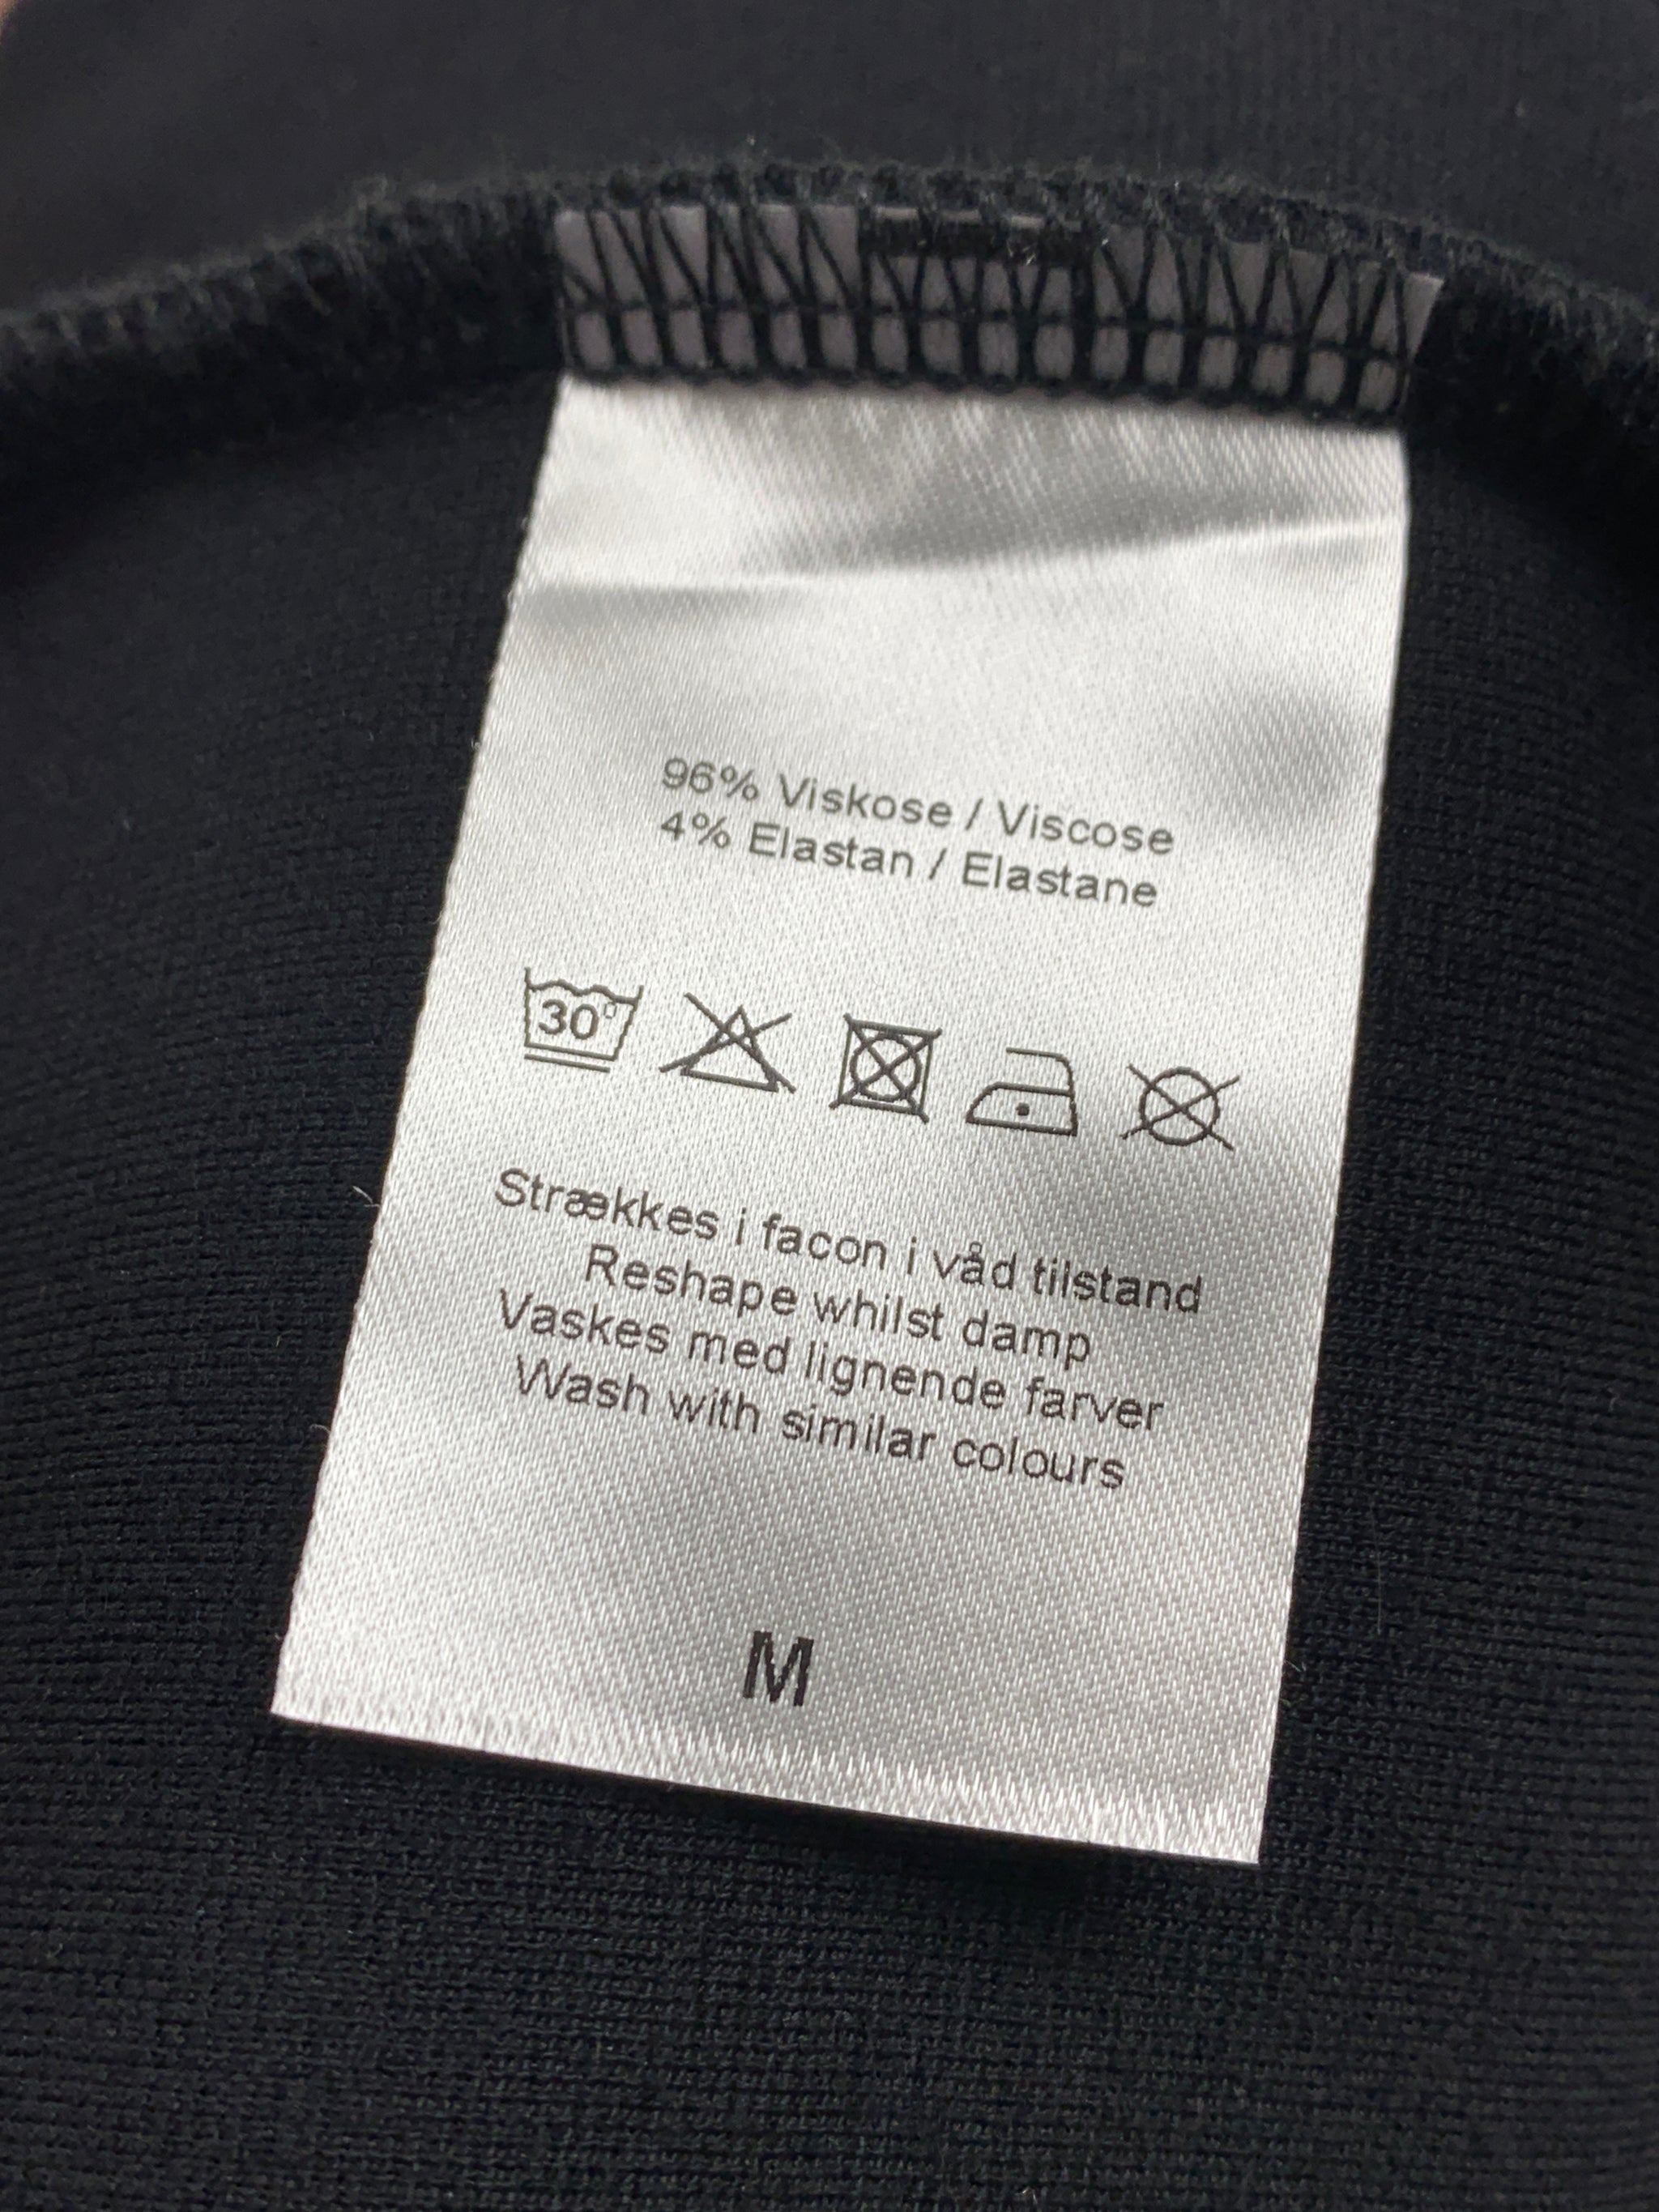 96% Viskose / Viscose
4% Elastan / Elastane
30°
Strækkes i facon i våd tilstand
Reshape whilst damp
Vaskes med lignende farver
Wash with similar colours
M